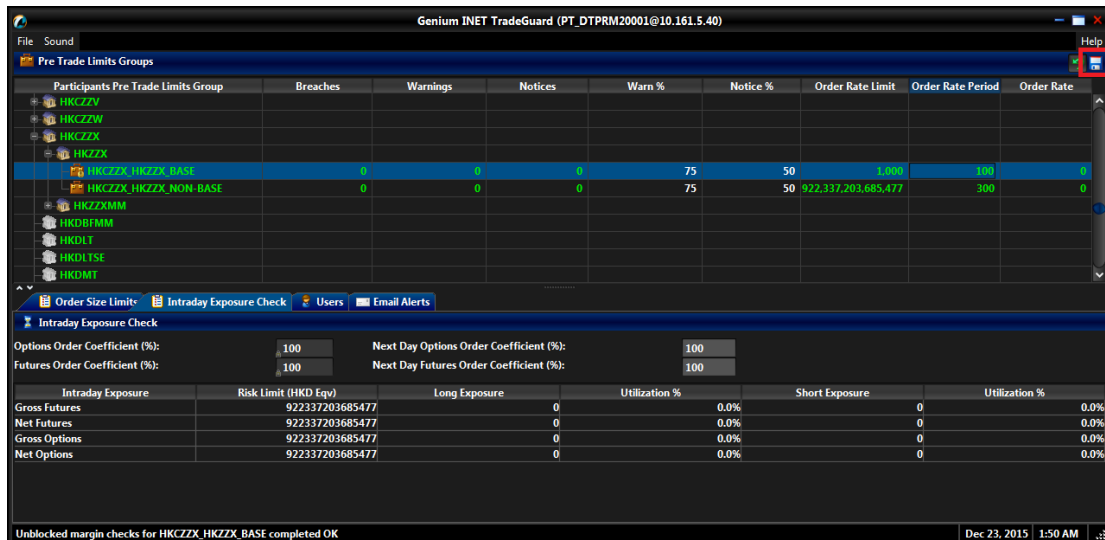 Genium INET TradeGuard (PT_DTPRM20001@10.161.5.40)
File Sound Help
Pre Trade Limits Groups
Participants Pre Trade Limits Group Breaches Warnings Notices Warn % Notice % Order Rate Limit Order Rate Period Order Rate
HKCZZV
HKCZZW
HKCZZX
HKZZX
HKCZZX_HKZZX_BASE 0 0 0 75 50 1,000 100 0
HKCZZX_HKZZX_NON-BASE 0 0 0 75 50 922,337,203,685,477 300 0
HKZZXMM
HKDBFMM
HKDLT
HKDLTSE
HKDMT
Order Size Limits Intraday Exposure Check Users Email Alerts
Intraday Exposure Check
Options Order Coefficient (%): 100 Next Day Options Order Coefficient (%): 100
Futures Order Coefficient (%): 100 Next Day Futures Order Coefficient (%): 100
Intraday Exposure Risk Limit (HKD Eqv) Long Exposure Utilization % Short Exposure Utilization %
Gross Futures 922337203685477 0 0.0% 0 0.0%
Net Futures 922337203685477 0 0.0% 0 0.0%
Gross Options 922337203685477 0 0.0% 0 0.0%
Net Options 922337203685477 0 0.0% 0 0.0%
Unblocked margin checks for HKCZZX_HKZZX_BASE completed OK Dec 23, 2015 1:50 AM